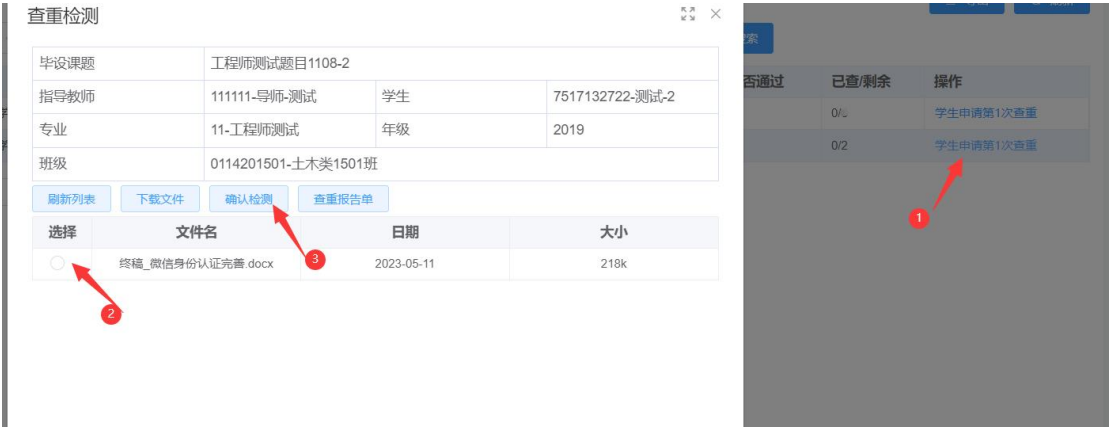 查重检测
毕设课题 工程师测试题目1108-2
指导教师 111111-导师-测试 学生 7517132722-测试-2
专业 11-工程师测试 年级 2019
班级 0114201501-土木类1501班
刷新列表 下载文件 确认检测 查重报告单
选择 文件名 日期 大小
终稿_微信身份认证完善.docx 2023-05-11 218k
否通过 已查/剩余 操作
学生申请第1次查重
0/2 学生申请第1次查重
1
2
3